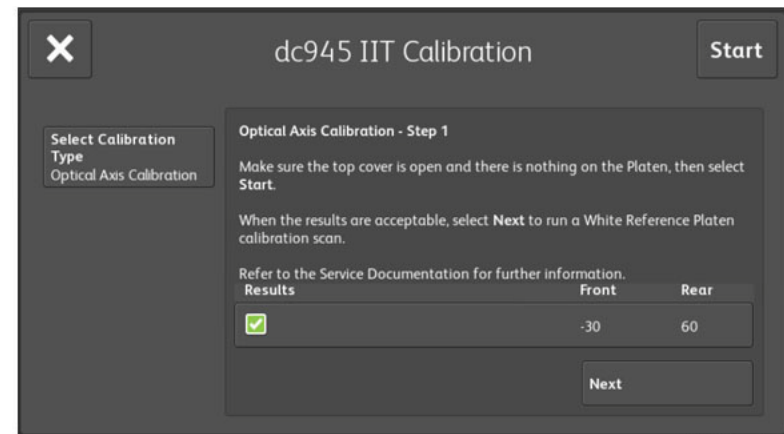 dc945 IIT Calibration
Start
Select Calibration
Type
Optical Axis Calibration
Optical Axis Calibration - Step 1
Make sure the top cover is open and there is nothing on the Platen, then select
Start.
When the results are acceptable, select Next to run a White Reference Platen
calibration scan.
Refer to the Service Documentation for further information.
Results Front Rear
-30 60
Next